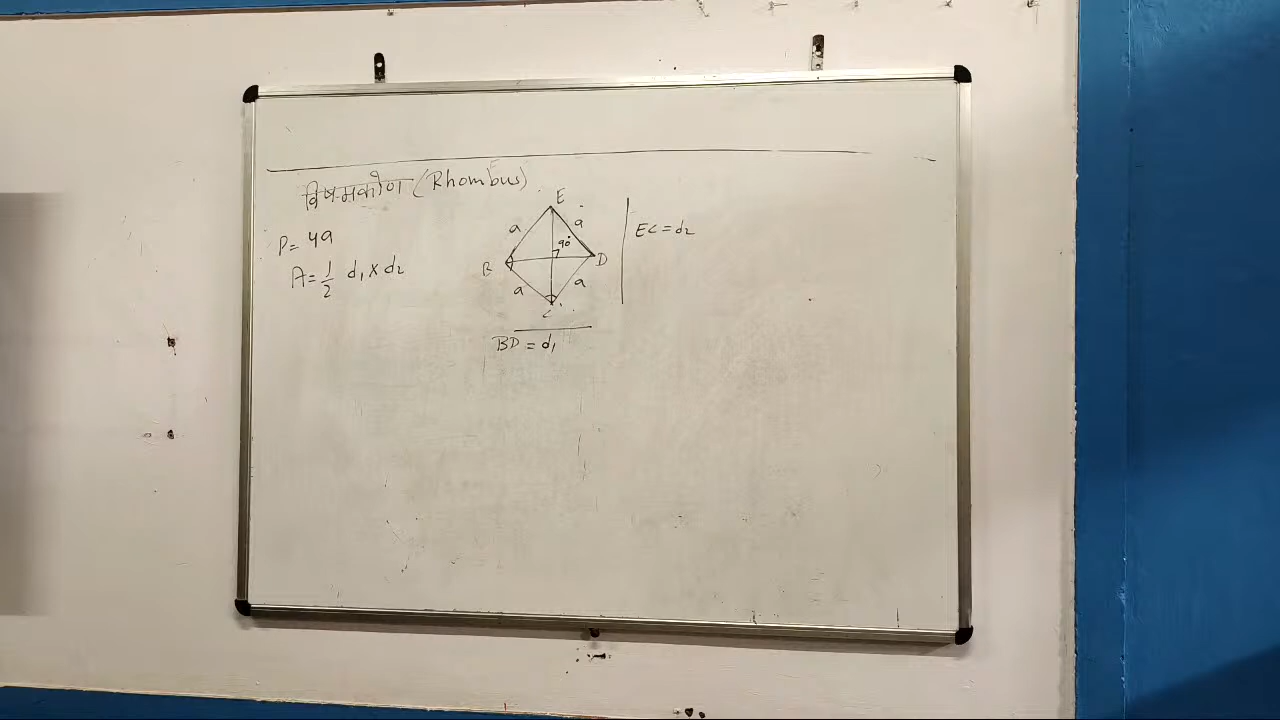 विषमकोण (Rhombus)
P = 4a
A = 1/2 d₁ x d₂
E
a
a
90°
B
D
a
a
C
EC = d₂
BD = d₁